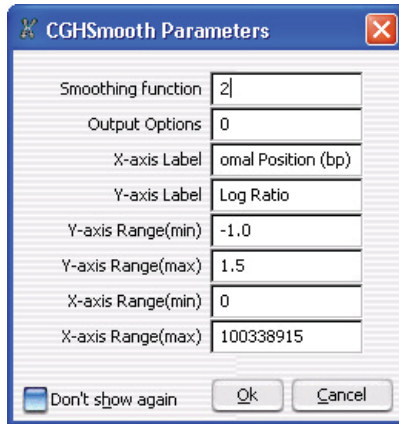 CGHSmooth Parameters
Smoothing function 2
Output Options 0
X-axis Label omal Position (bp)
Y-axis Label Log Ratio
Y-axis Range(min) -1.0
Y-axis Range(max) 1.5
X-axis Range(min) 0
X-axis Range(max) 100338915
Don't show again Ok Cancel